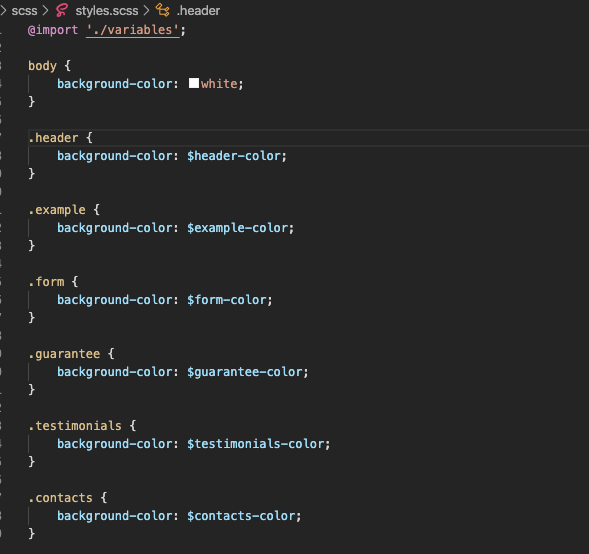 scss > styles.scss > .header
@import './variables';
body {
background-color: white;
}
.header {
background-color: $header-color;
}
.example {
background-color: $example-color;
}
.form {
background-color: $form-color;
}
.guarantee {
background-color: $guarantee-color;
}
.testimonials {
background-color: $testimonials-color;
}
.contacts {
background-color: $contacts-color;
}